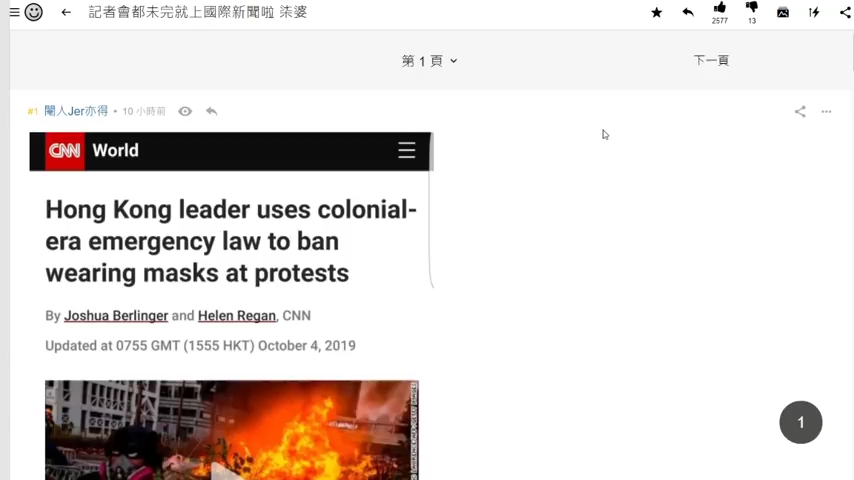 記者會都未完就上國際新聞啦 柒婆
2577
13
第 1 頁
下一頁
#1 閹人Jer亦得 • 10 小時前
CNN World
Hong Kong leader uses colonial-
era emergency law to ban
wearing masks at protests
By Joshua Berlinger and Helen Regan, CNN
Updated at 0755 GMT (1555 HKT) October 4, 2019
1